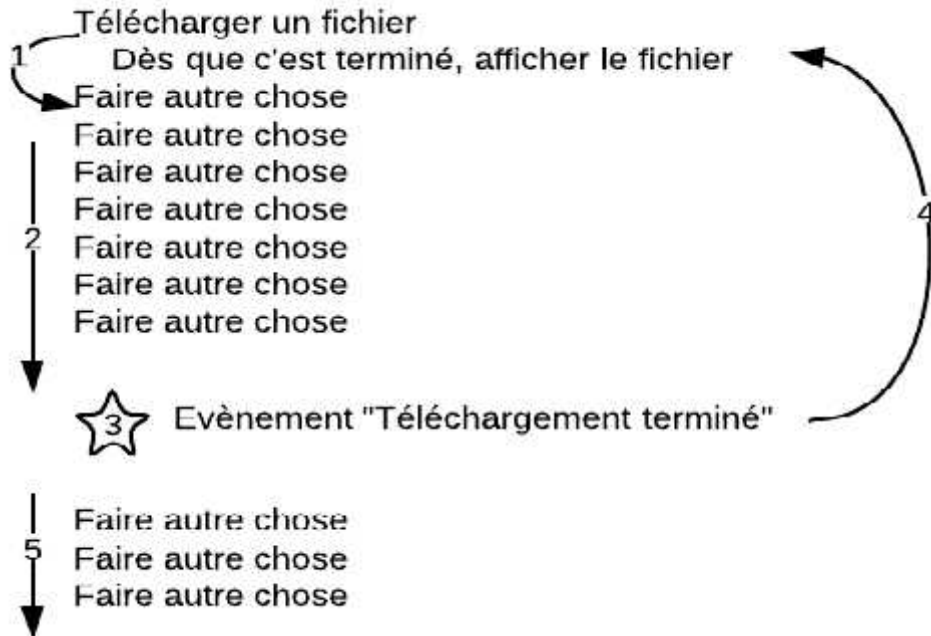 Télécharger un fichier
1
Dès que c'est terminé, afficher le fichier
Faire autre chose
Faire autre chose
Faire autre chose
Faire autre chose
2
Faire autre chose
Faire autre chose
Faire autre chose
4
3 Evènement "Téléchargement terminé"
Faire autre chose
5 Faire autre chose
Faire autre chose